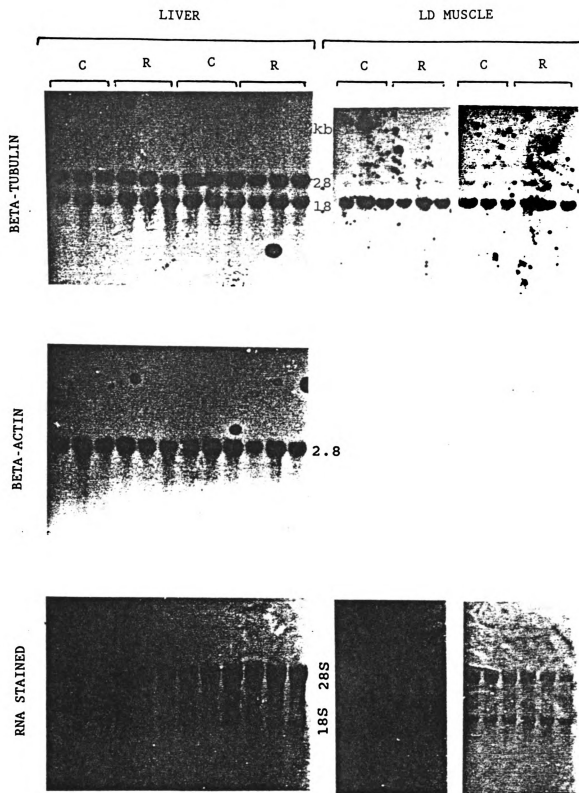 LIVER LD MUSCLE
C R C R C R C R
BETA-TUBULIN
kb
2.8
1.8
BETA-ACTIN
2.8
RNA STAINED
28S
18S